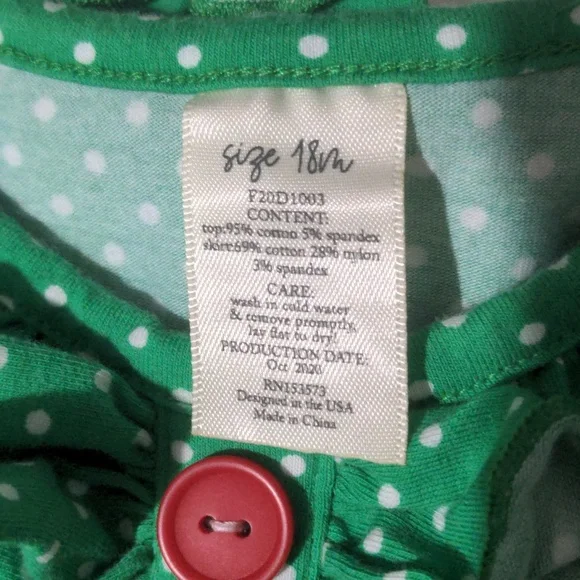 size 18m
F20D1003
CONTENT:
top:95% cotton 5% spandex
skirt:69% cotton 28% nylon
3% spandex
CARE:
wash in cold water
& remove promptly,
lay flat to dry!
PRODUCTION DATE:
Oct 2020
RN153573
Designed in the USA
Made in China